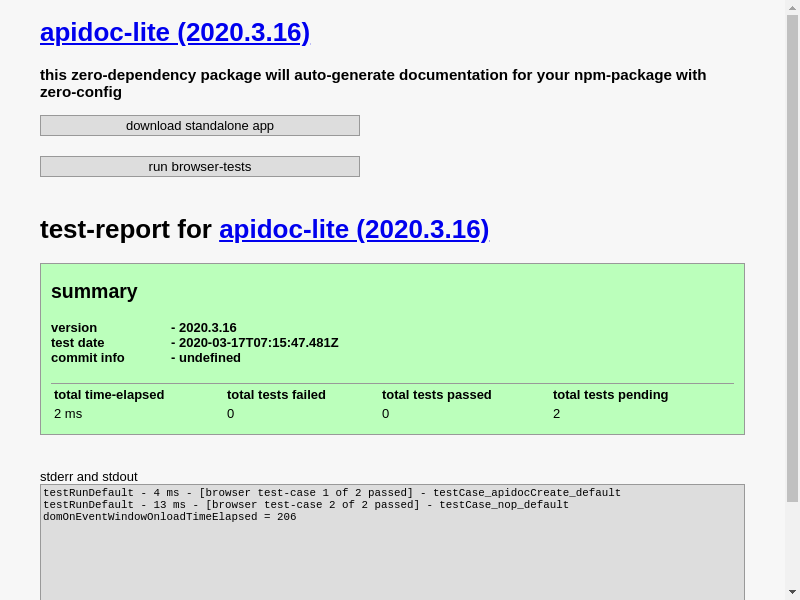 apidoc-lite (2020.3.16)
this zero-dependency package will auto-generate documentation for your npm-package with
zero-config
download standalone app
run browser-tests
test-report for apidoc-lite (2020.3.16)
summary
version - 2020.3.16
test date - 2020-03-17T07:15:47.481Z
commit info - undefined
total time-elapsed total tests failed total tests passed total tests pending
2 ms 0 0 2
stderr and stdout
testRunDefault - 4 ms - [browser test-case 1 of 2 passed] - testCase_apidocCreate_default
testRunDefault - 13 ms - [browser test-case 2 of 2 passed] - testCase_nop_default
domOnEventWindowOnloadTimeElapsed = 206